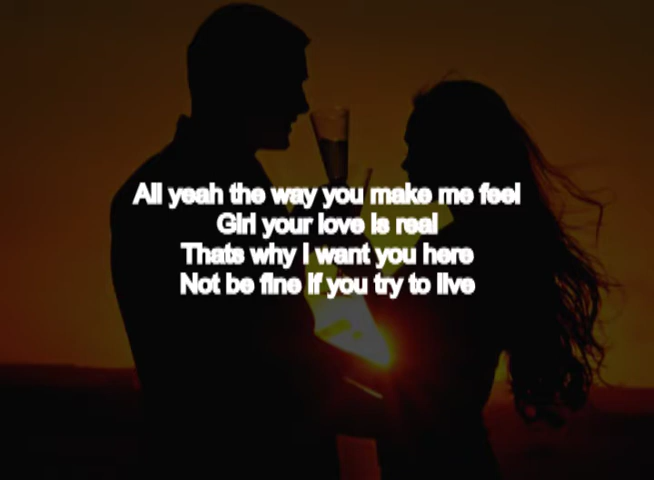 All yeah the way you make me feel
Girl your love is real
Thats why I want you here
Not be fine if you try to live